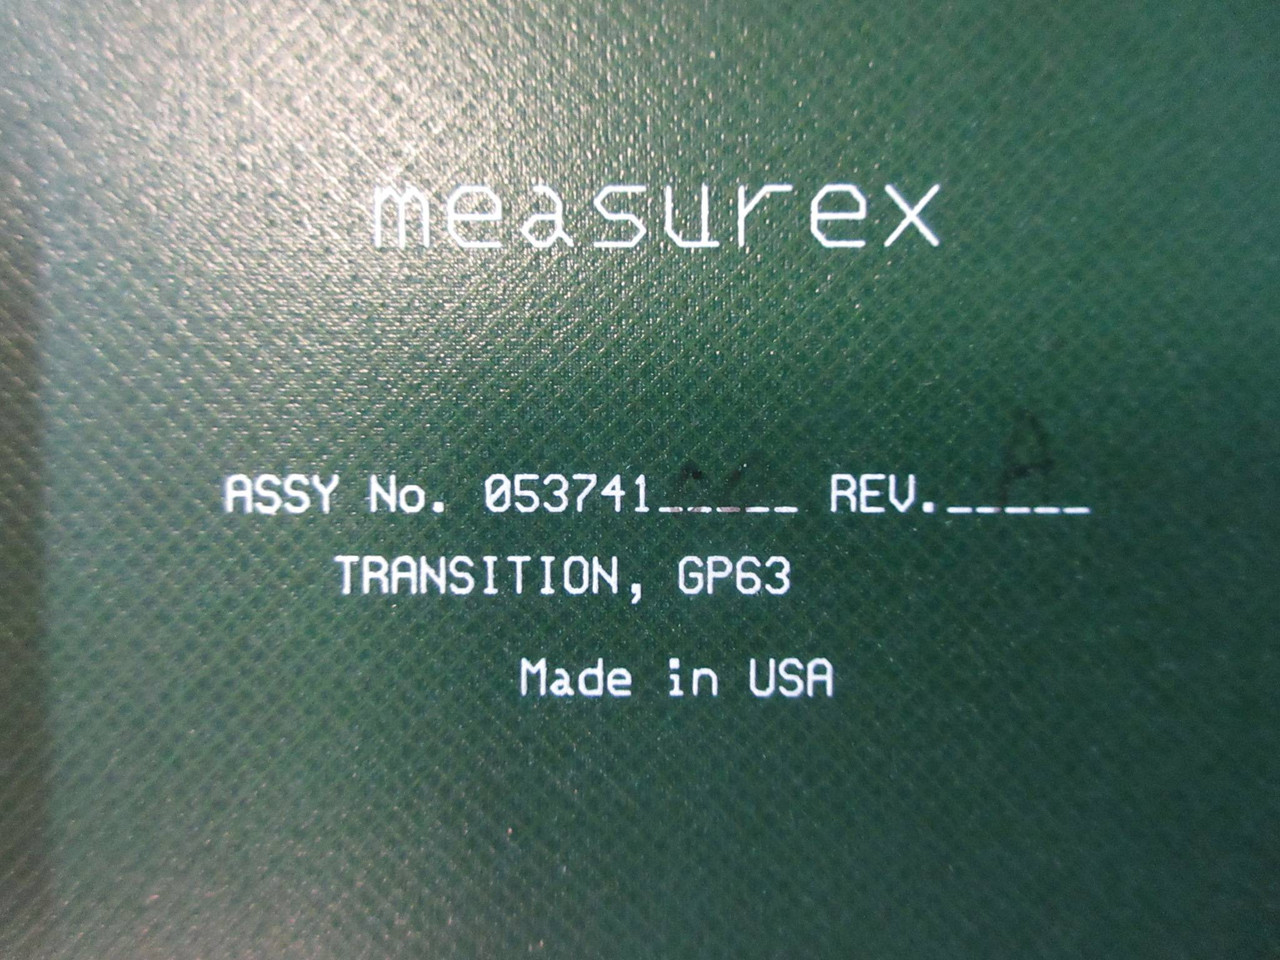 measurex
ASSY No. 053741_____ REV._____ A
TRANSITION, GP63
Made in USA